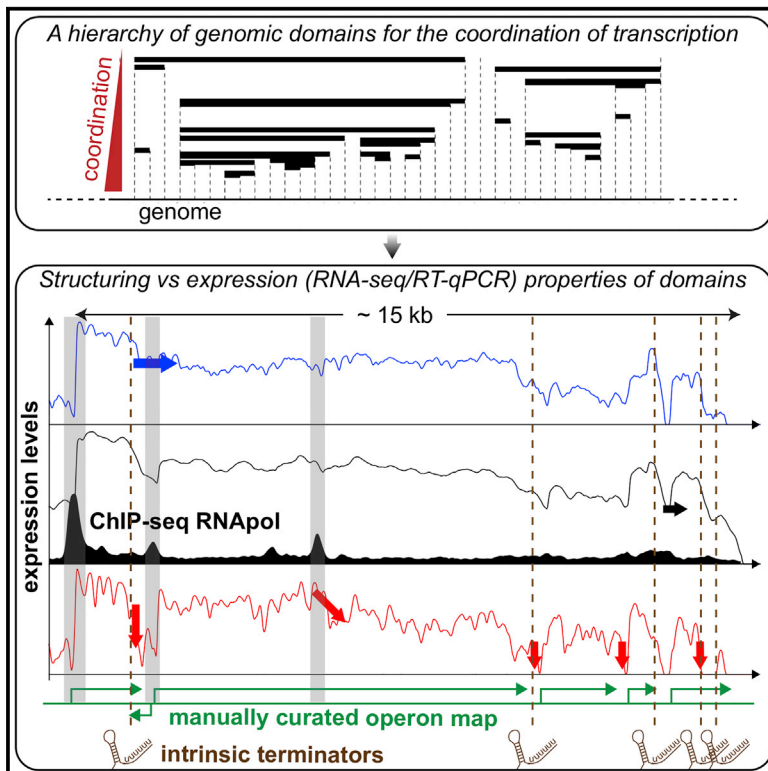 A hierarchy of genomic domains for the coordination of transcription
coordination
genome
Structuring vs expression (RNA-seq/RT-qPCR) properties of domains
~ 15 kb
expression levels
ChIP-seq RNApol
manually curated operon map
intrinsic terminators